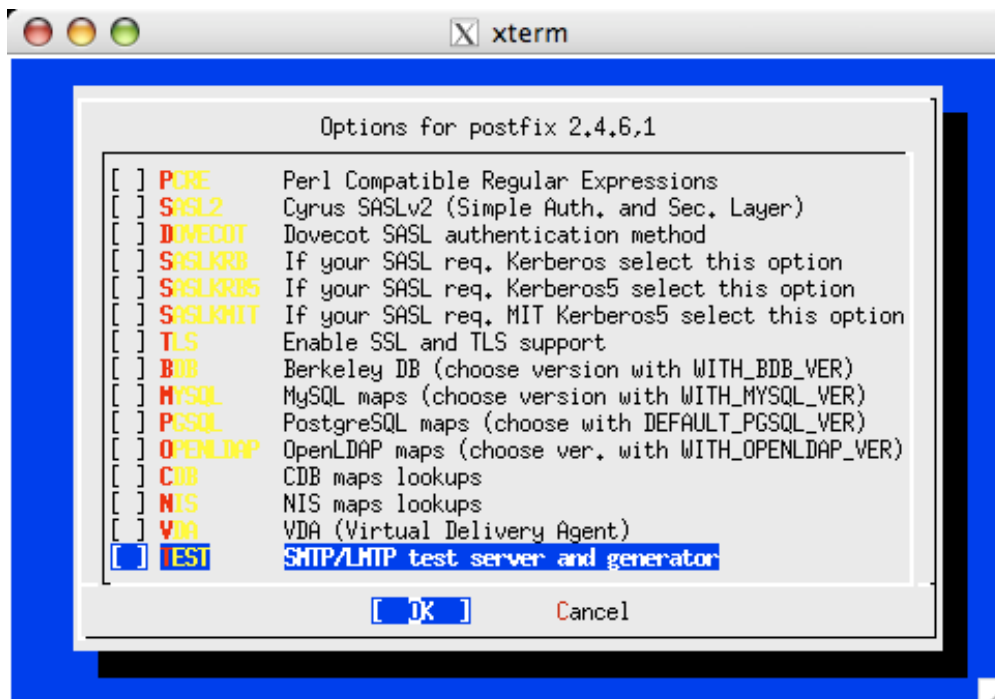 X xterm
Options for postfix 2.4.6,1
[ ] PCRE Perl Compatible Regular Expressions
[ ] SASL2 Cyrus SASLv2 (Simple Auth. and Sec. Layer)
[ ] DOVECOT Dovecot SASL authentication method
[ ] SASLKRB If your SASL req. Kerberos select this option
[ ] SASLKRB5 If your SASL req. Kerberos5 select this option
[ ] SASLKMIT If your SASL req. MIT Kerberos5 select this option
[ ] TLS Enable SSL and TLS support
[ ] BDB Berkeley DB (choose version with WITH_BDB_VER)
[ ] MYSQL MySQL maps (choose version with WITH_MYSQL_VER)
[ ] PGSQL PostgreSQL maps (choose with DEFAULT_PGSQL_VER)
[ ] OPENLDAP OpenLDAP maps (choose ver. with WITH_OPENLDAP_VER)
[ ] CDB CDB maps lookups
[ ] NIS NIS maps lookups
[ ] VDA VDA (Virtual Delivery Agent)
[ ] TEST SMTP/LMTP test server and generator
[ OK ] Cancel